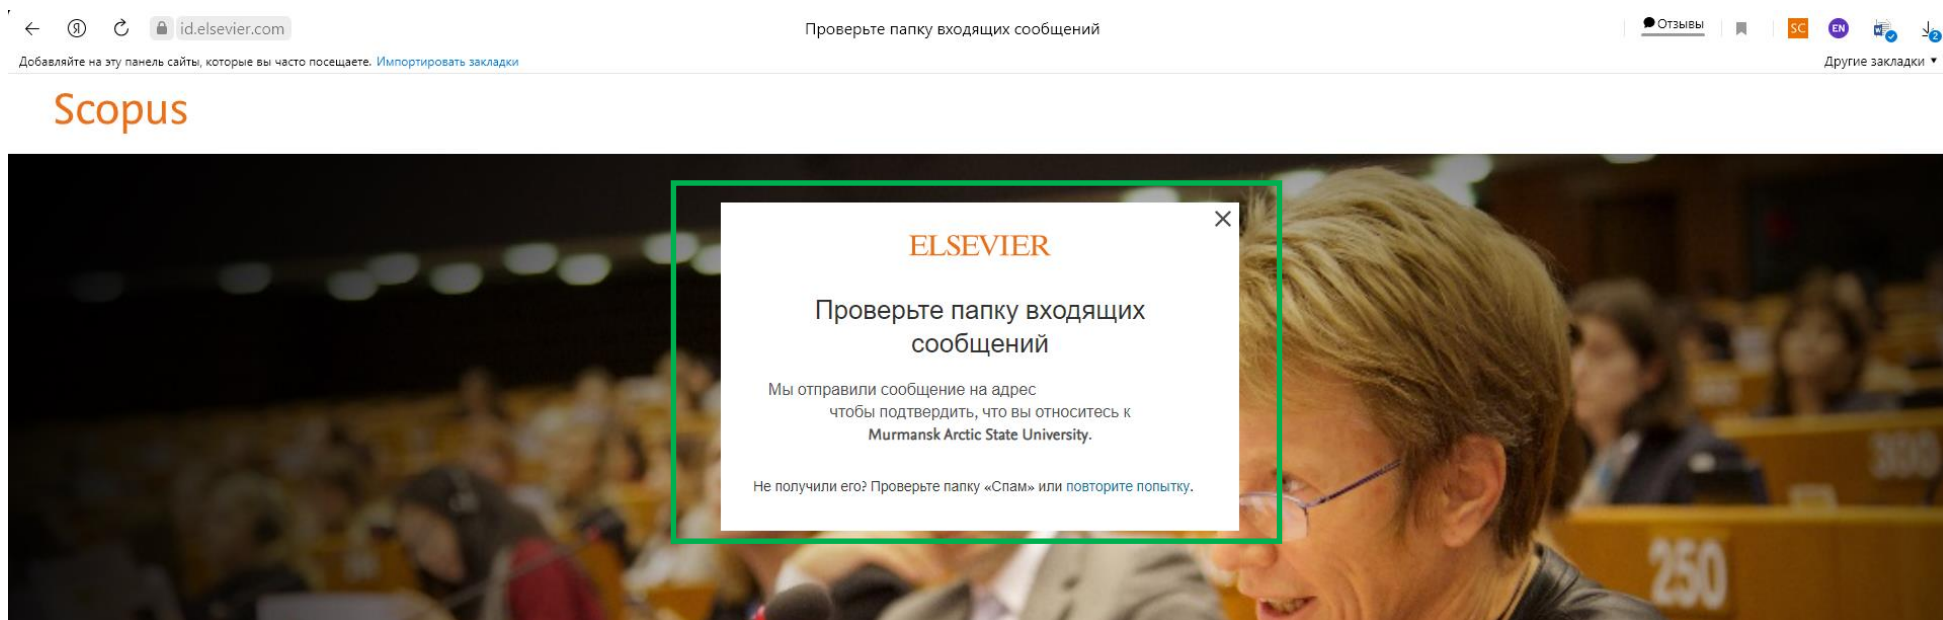 id.elsevier.com
Проверьте папку входящих сообщений
Отзывы
SC
EN
2
Добавляйте на эту панель сайты, которые вы часто посещаете. Импортировать закладки
Другие закладки
Scopus
ELSEVIER
Проверьте папку входящих
сообщений
Мы отправили сообщение на адрес
чтобы подтвердить, что вы относитесь к
Murmansk Arctic State University.
Не получили его? Проверьте папку «Спам» или повторите попытку.
300
250